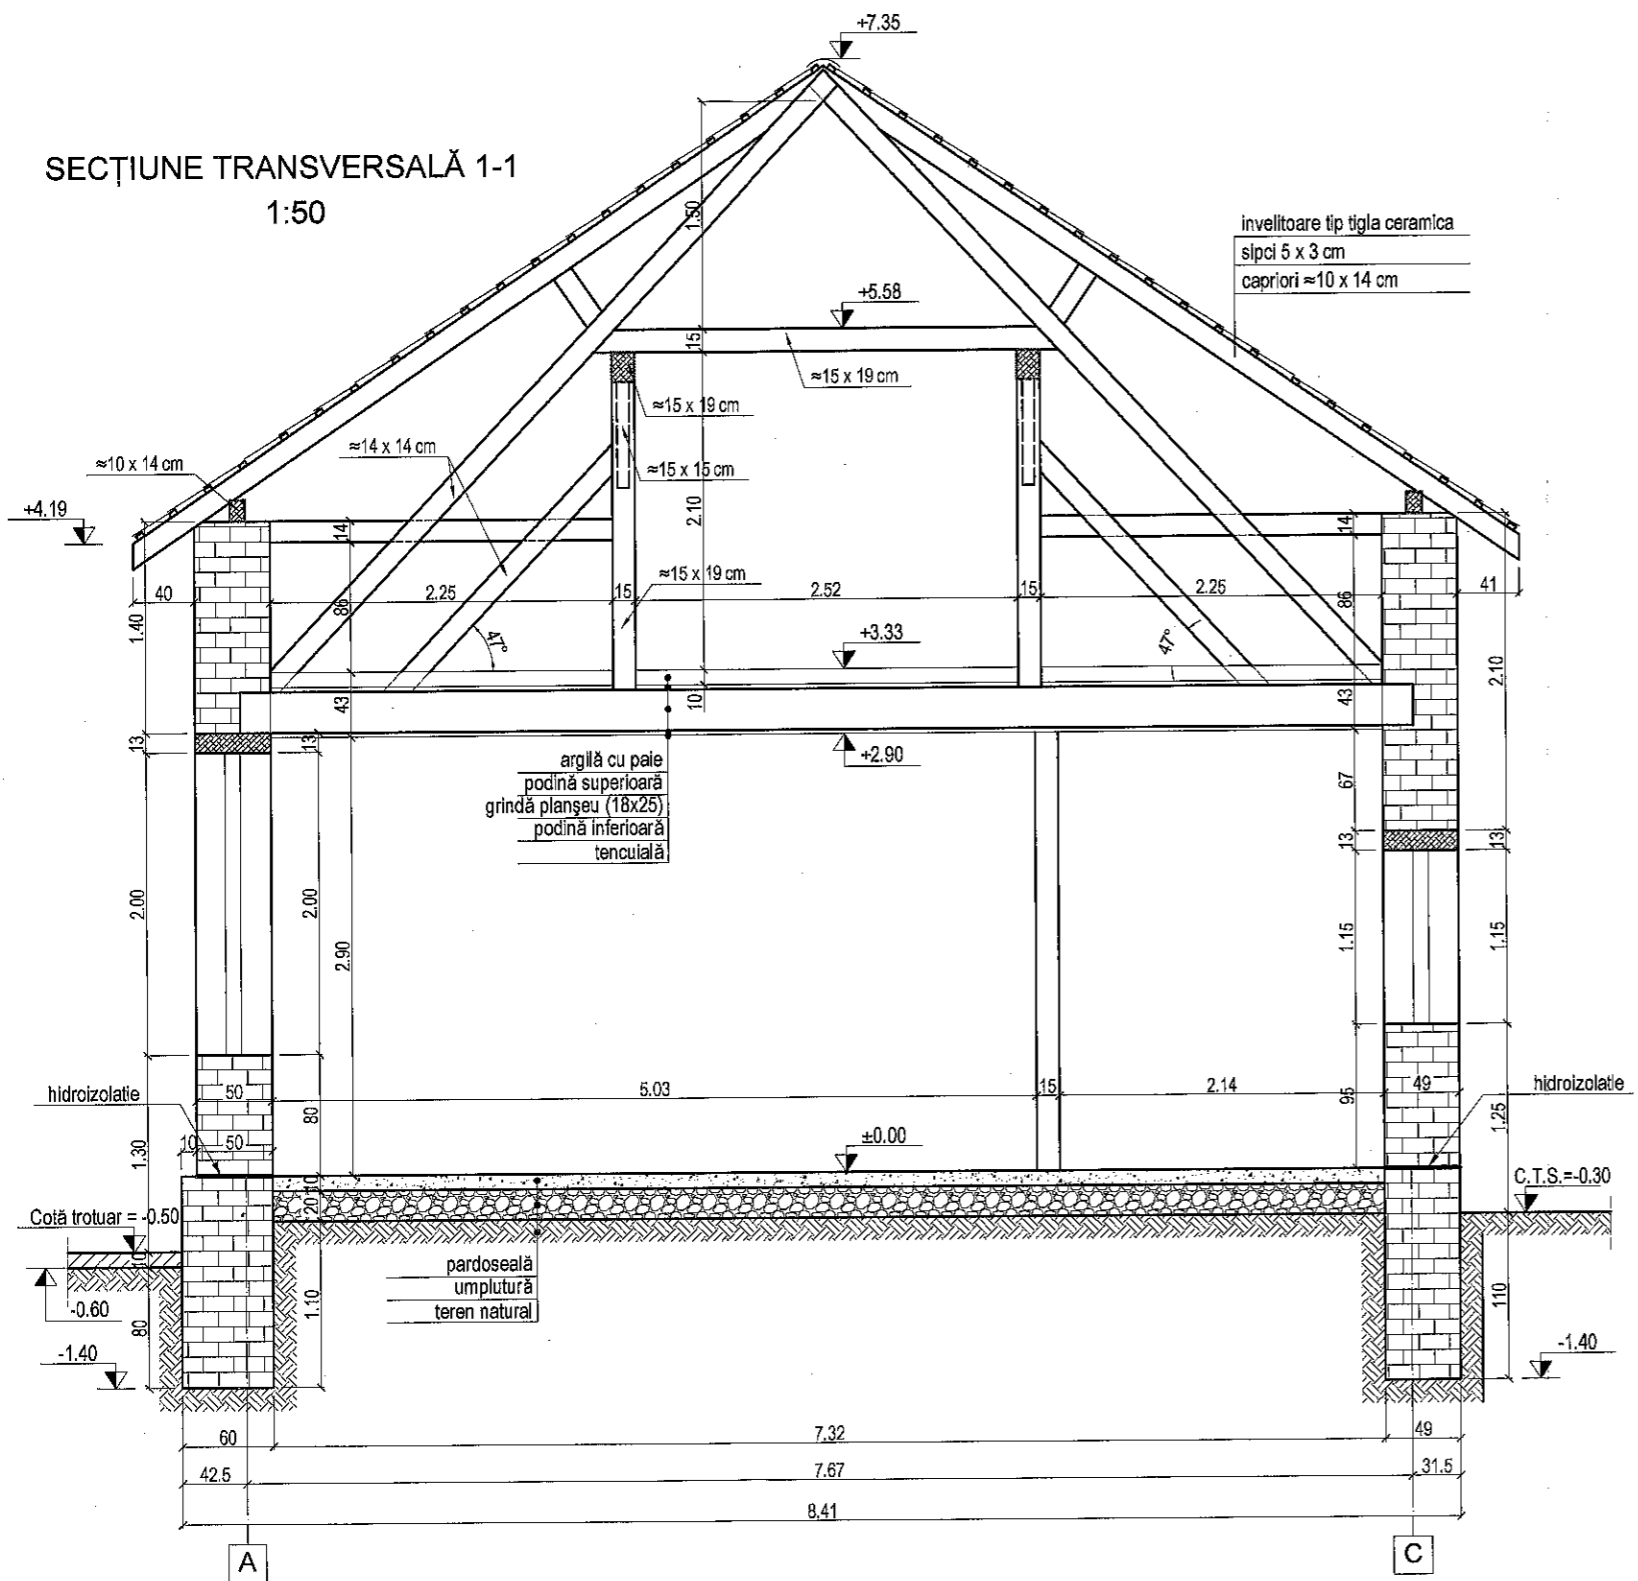 +7.35
SECȚIUNE TRANSVERSALĂ 1-1
1:50
1.50
invelitoare tip tigla ceramica
sipci 5 x 3 cm
capriori ≈10 x 14 cm
+5.58
15
≈15 x 19 cm
≈15 x 19 cm
≈14 x 14 cm
≈10 x 14 cm
≈15 x 15 cm
+4.19
2.10
14
14
≈15 x 19 cm
40
2.25
15
2.52
15
2.25
41
1.40
86
86
47°
+3.33
47°
2.10
43
10
43
13
13
+2.90
argilă cu paie
podină superioară
grindă planșeu (18x25)
podină inferioară
tencuială
67
13
13
2.00
2.00
2.90
1.15
1.15
hidroizolatie
50
5.03
15
2.14
49
hidroizolatie
80
95
1.25
10
50
1.30
±0.00
C.T.S.=-0.30
Cotă trotuar = -0.50
10
20
10
pardoseală
umplutură
teren natural
-0.60
80
1.10
110
-1.40
-1.40
60
7.32
49
42.5
7.67
31.5
8.41
A
C